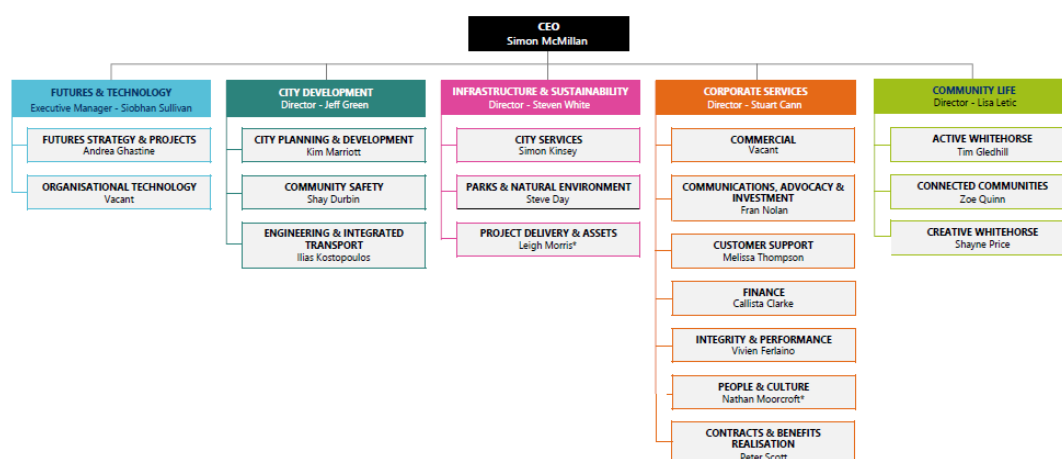 CEO
Simon McMillan
FUTURES & TECHNOLOGY
Executive Manager - Siobhan Sullivan
FUTURES STRATEGY & PROJECTS
Andrea Ghastine
ORGANISATIONAL TECHNOLOGY
Vacant
CITY DEVELOPMENT
Director - Jeff Green
CITY PLANNING & DEVELOPMENT
Kim Marriott
COMMUNITY SAFETY
Shay Durbin
ENGINEERING & INTEGRATED
TRANSPORT
Ilias Kostopoulos
INFRASTRUCTURE & SUSTAINABILITY
Director - Steven White
CITY SERVICES
Simon Kinsey
PARKS & NATURAL ENVIRONMENT
Steve Day
PROJECT DELIVERY & ASSETS
Leigh Morris*
CORPORATE SERVICES
Director - Stuart Cann
COMMERCIAL
Vacant
COMMUNICATIONS, ADVOCACY &
INVESTMENT
Fran Nolan
CUSTOMER SUPPORT
Melissa Thompson
FINANCE
Callista Clarke
INTEGRITY & PERFORMANCE
Vivien Ferlaino
PEOPLE & CULTURE
Nathan Moorcroft*
CONTRACTS & BENEFITS
REALISATION
Peter Scott
COMMUNITY LIFE
Director - Lisa Letic
ACTIVE WHITEHORSE
Tim Gledhill
CONNECTED COMMUNITIES
Zoe Quinn
CREATIVE WHITEHORSE
Shayne Price